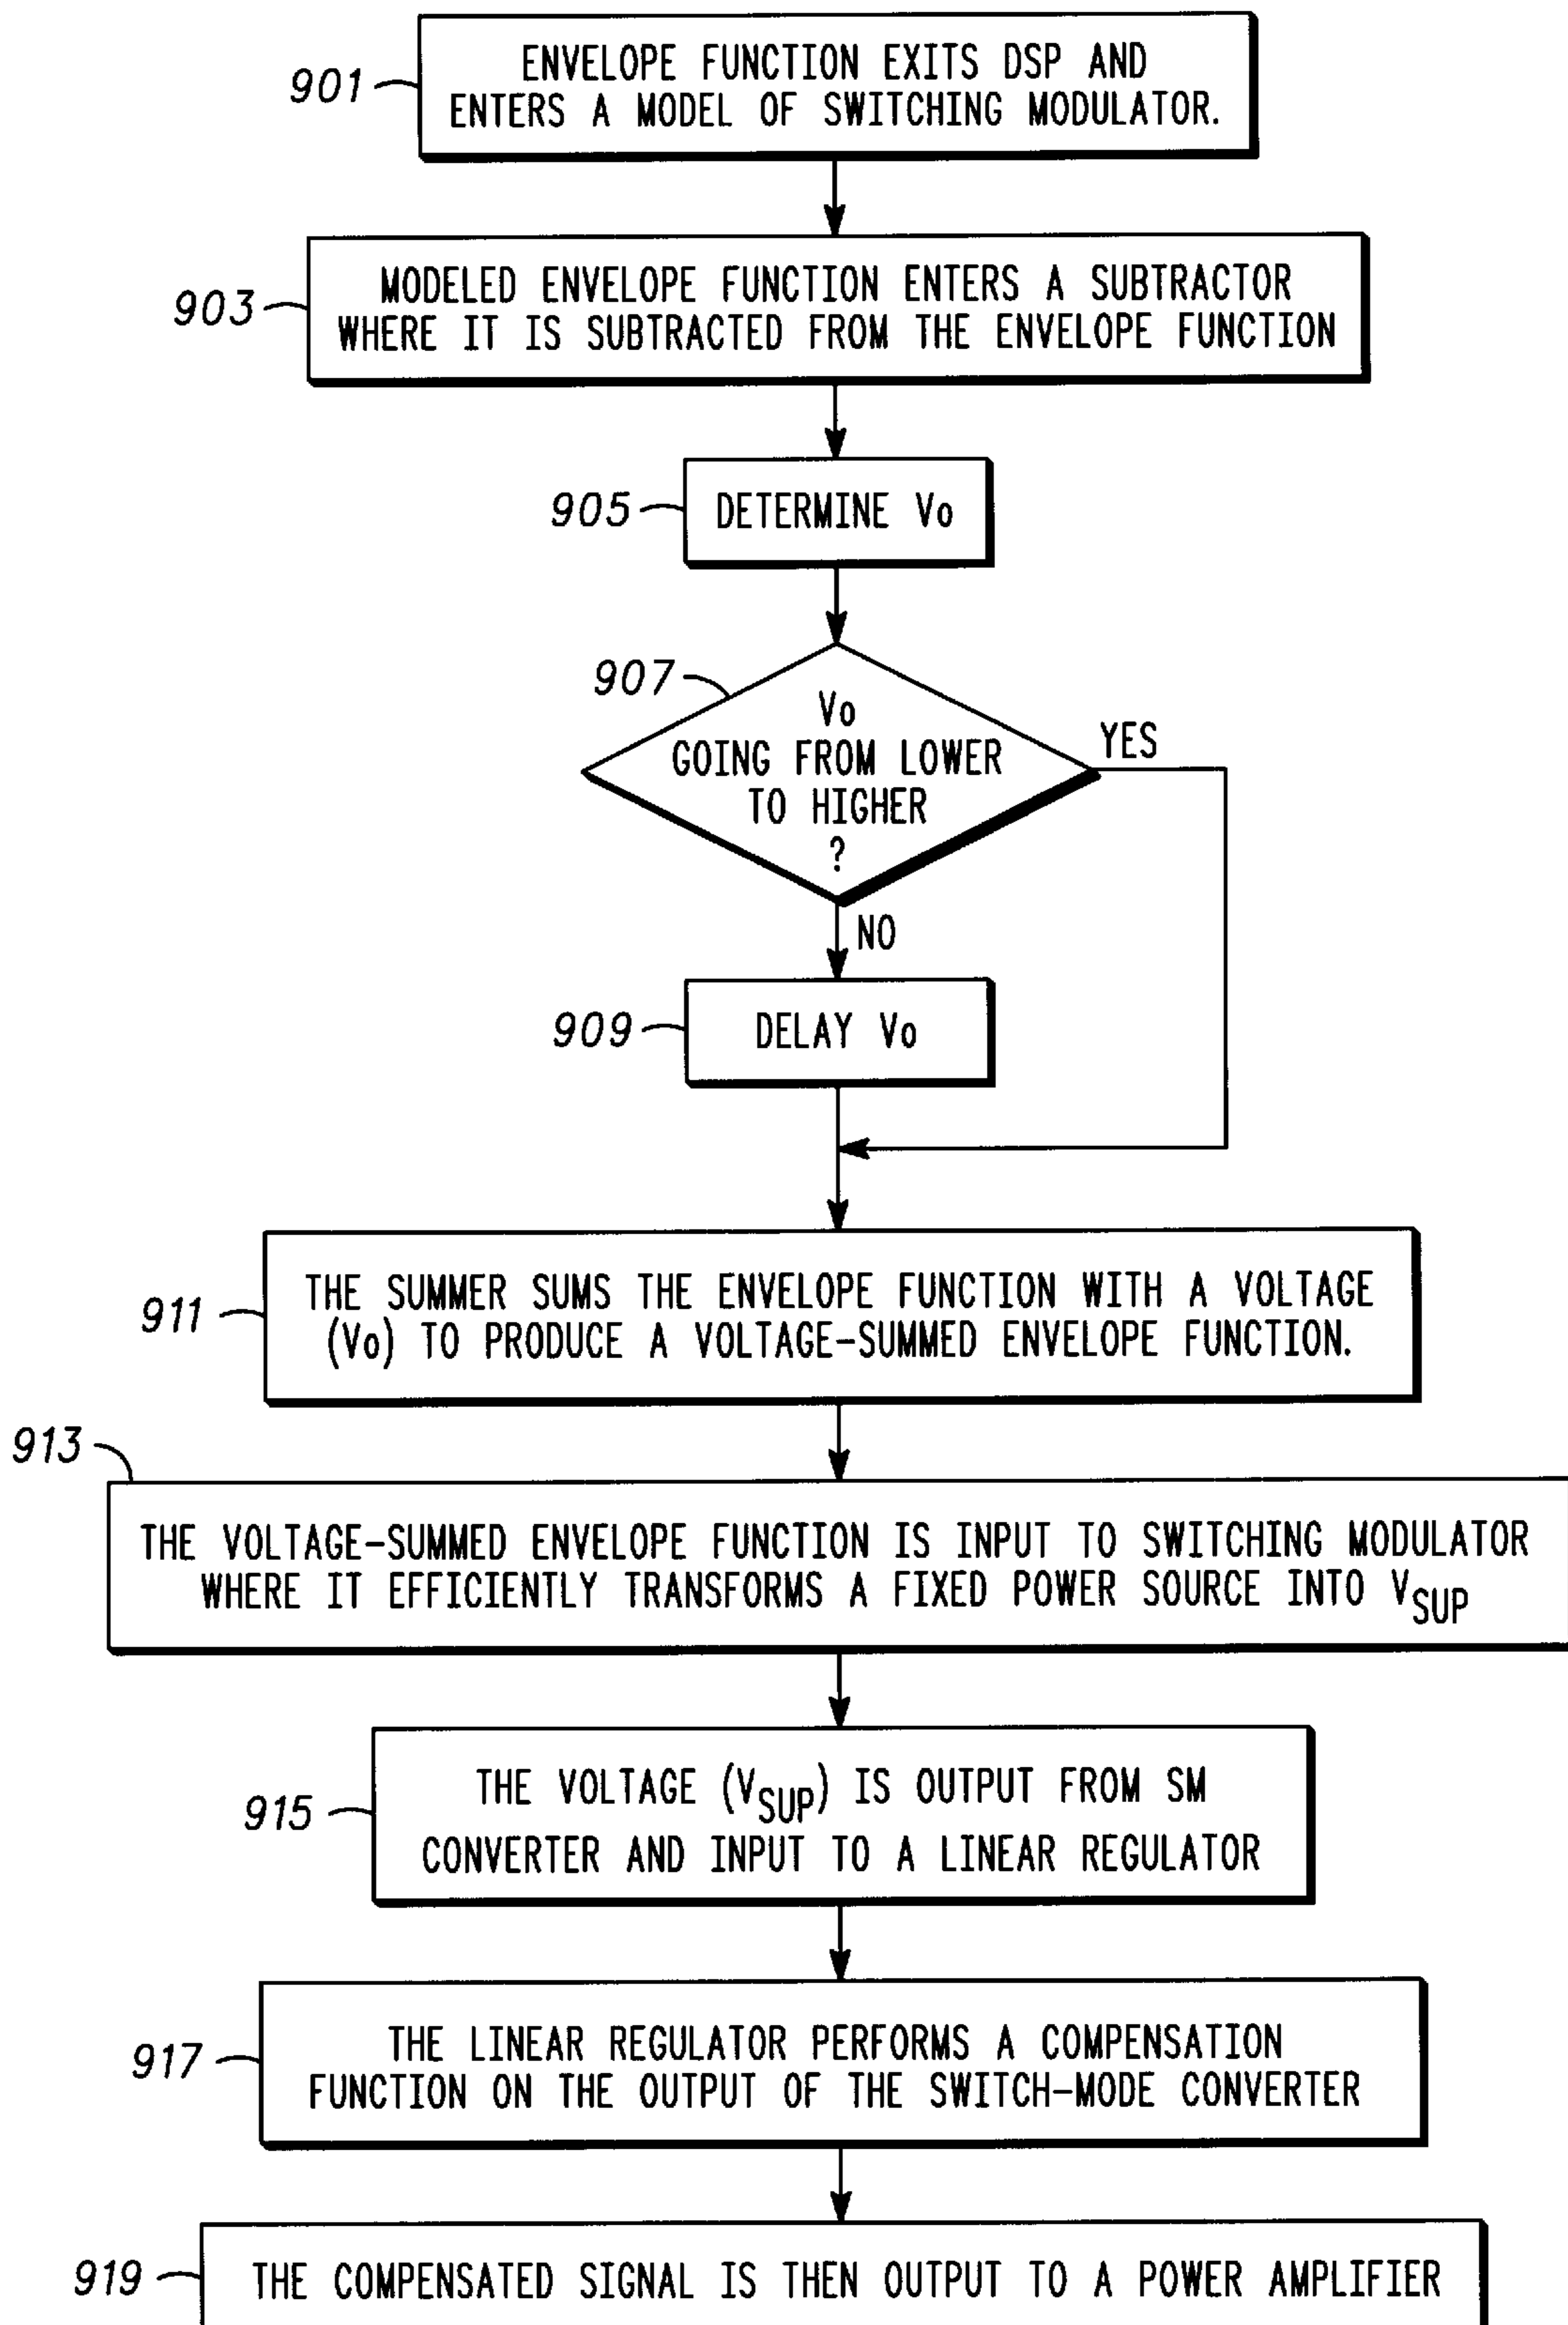 901
ENVELOPE FUNCTION EXITS DSP AND
ENTERS A MODEL OF SWITCHING MODULATOR.
903
MODELED ENVELOPE FUNCTION ENTERS A SUBTRACTOR
WHERE IT IS SUBTRACTED FROM THE ENVELOPE FUNCTION
905
DETERMINE Vo
907
Vo
GOING FROM LOWER
TO HIGHER
?
YES
NO
909
DELAY Vo
911
THE SUMMER SUMS THE ENVELOPE FUNCTION WITH A VOLTAGE
(Vo) TO PRODUCE A VOLTAGE-SUMMED ENVELOPE FUNCTION.
913
THE VOLTAGE-SUMMED ENVELOPE FUNCTION IS INPUT TO SWITCHING MODULATOR
WHERE IT EFFICIENTLY TRANSFORMS A FIXED POWER SOURCE INTO VSUP
915
THE VOLTAGE (VSUP) IS OUTPUT FROM SM
CONVERTER AND INPUT TO A LINEAR REGULATOR
917
THE LINEAR REGULATOR PERFORMS A COMPENSATION
FUNCTION ON THE OUTPUT OF THE SWITCH-MODE CONVERTER
919
THE COMPENSATED SIGNAL IS THEN OUTPUT TO A POWER AMPLIFIER